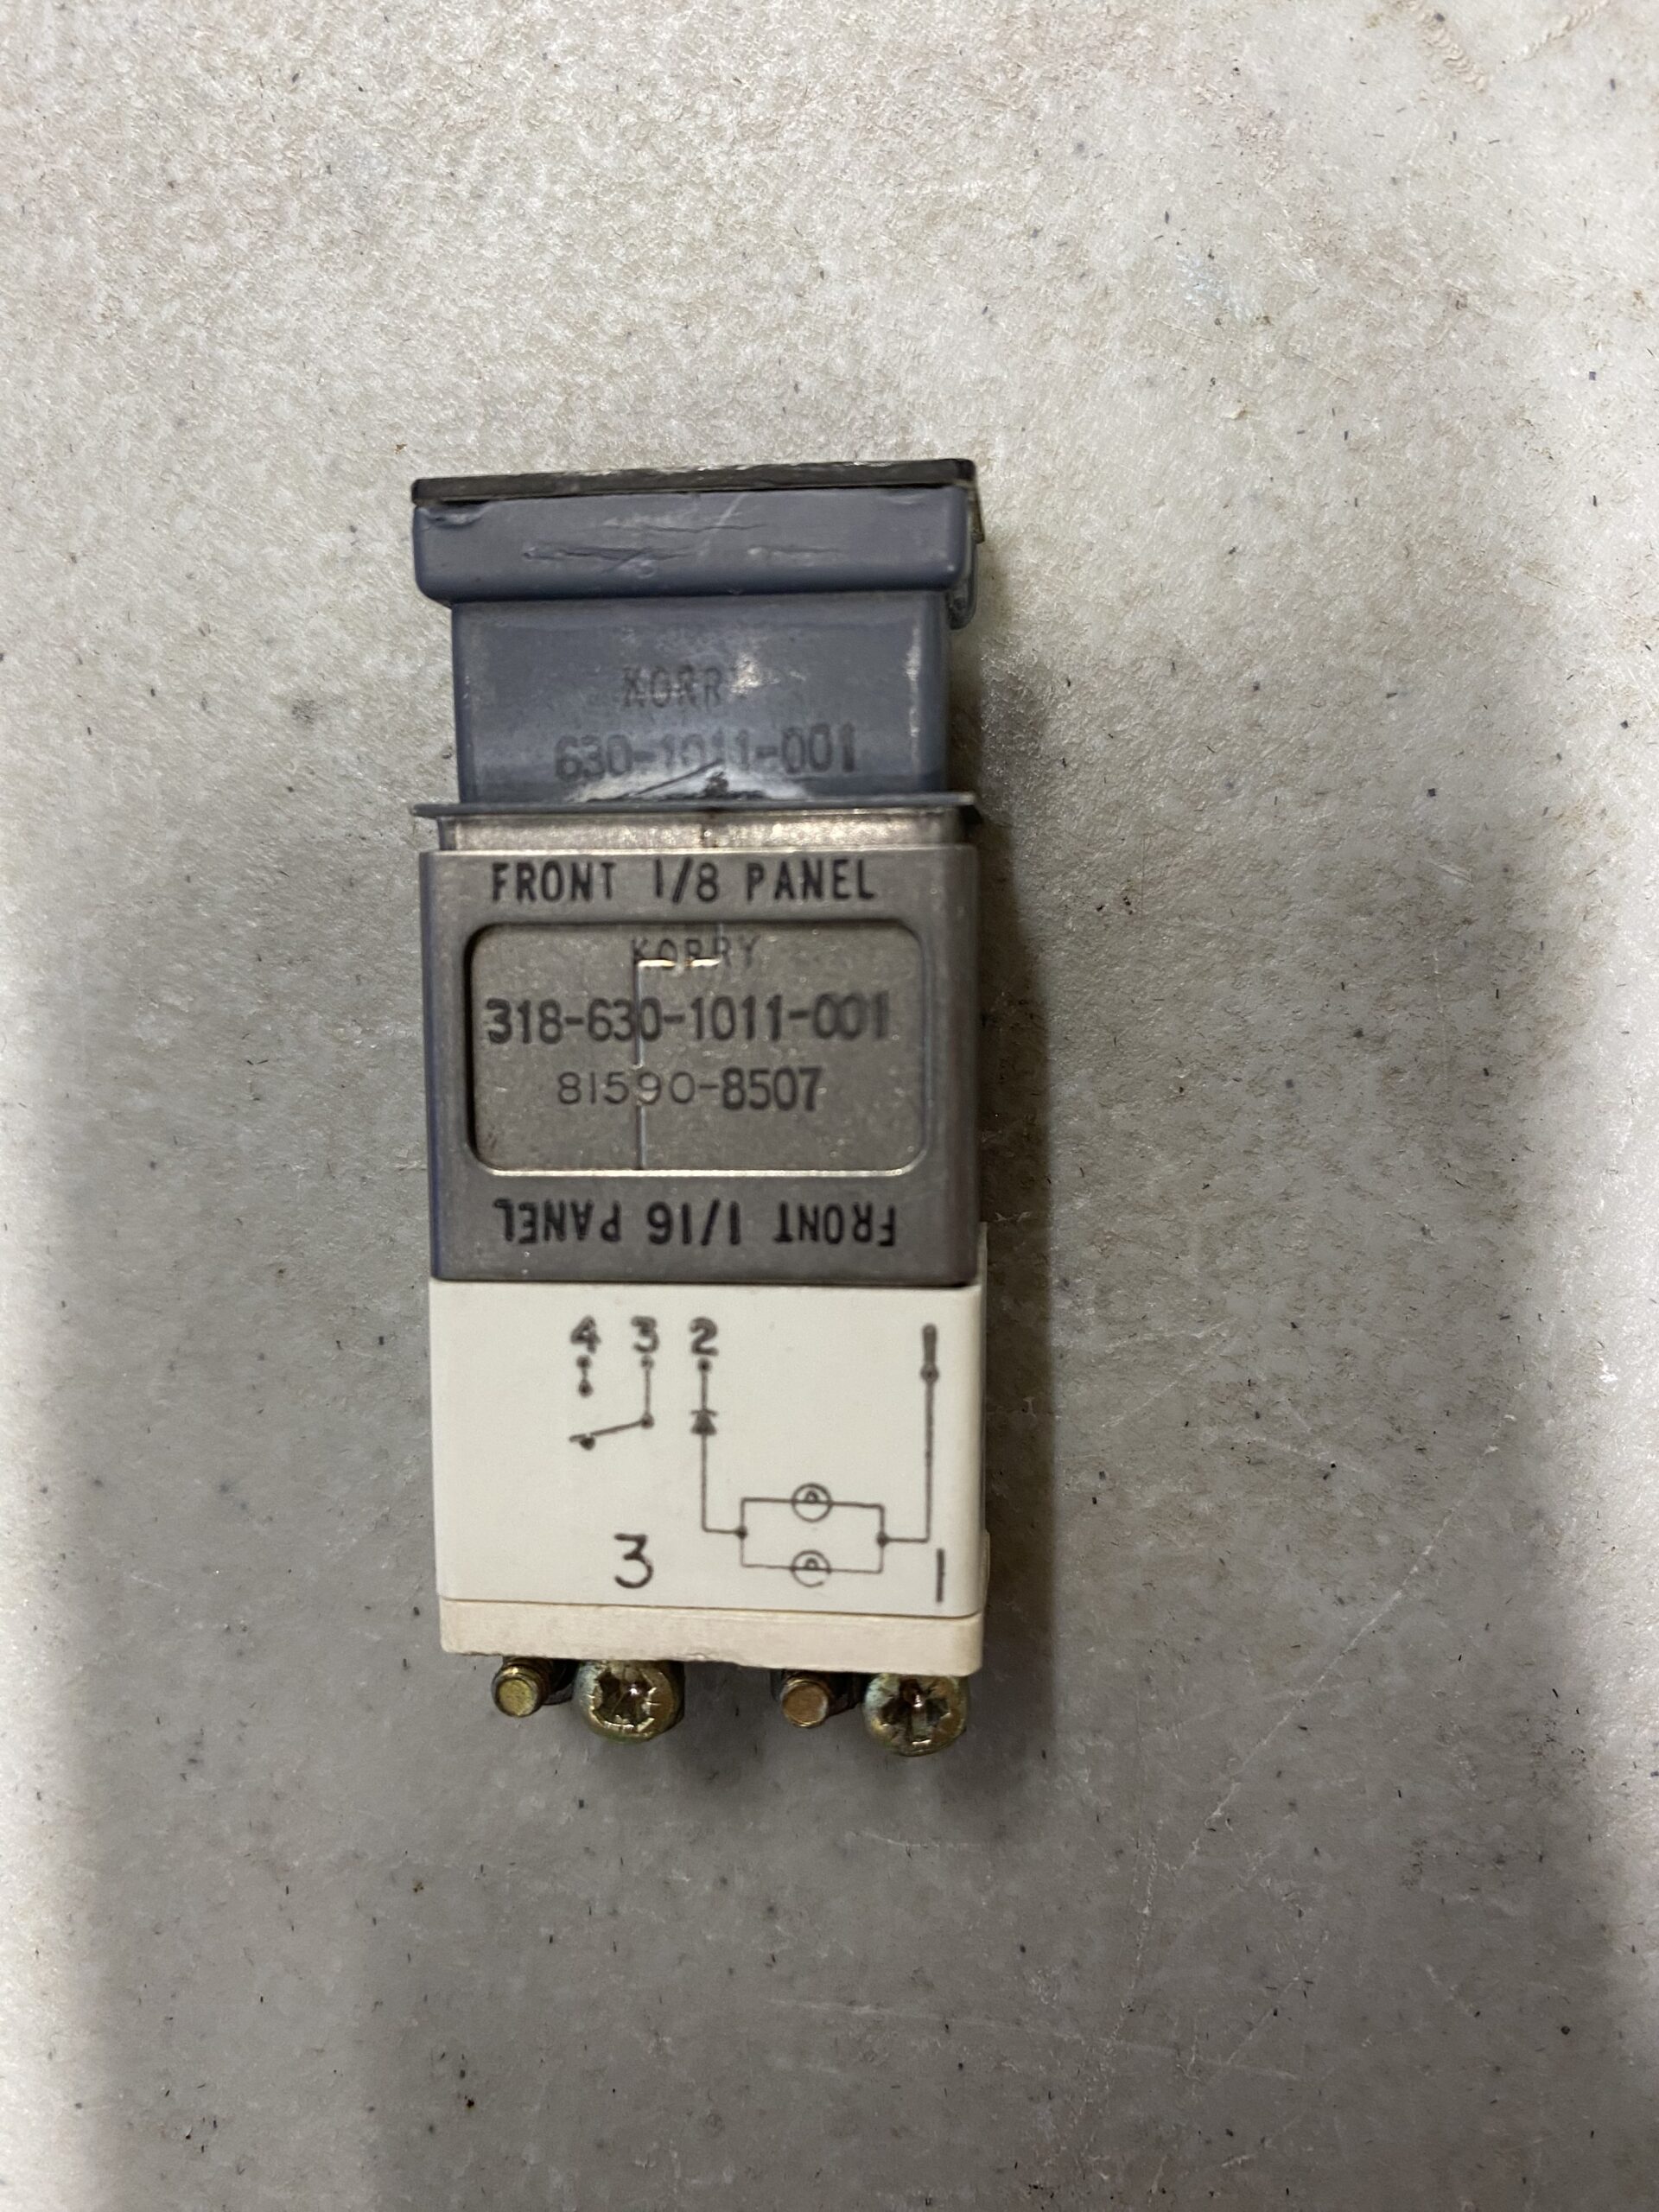 KORRY
630-1011-001
FRONT 1/8 PANEL
KORRY
318-630-1011-001
81590-8507
FRONT 1/16 PANEL
4 3 2 1
3 1